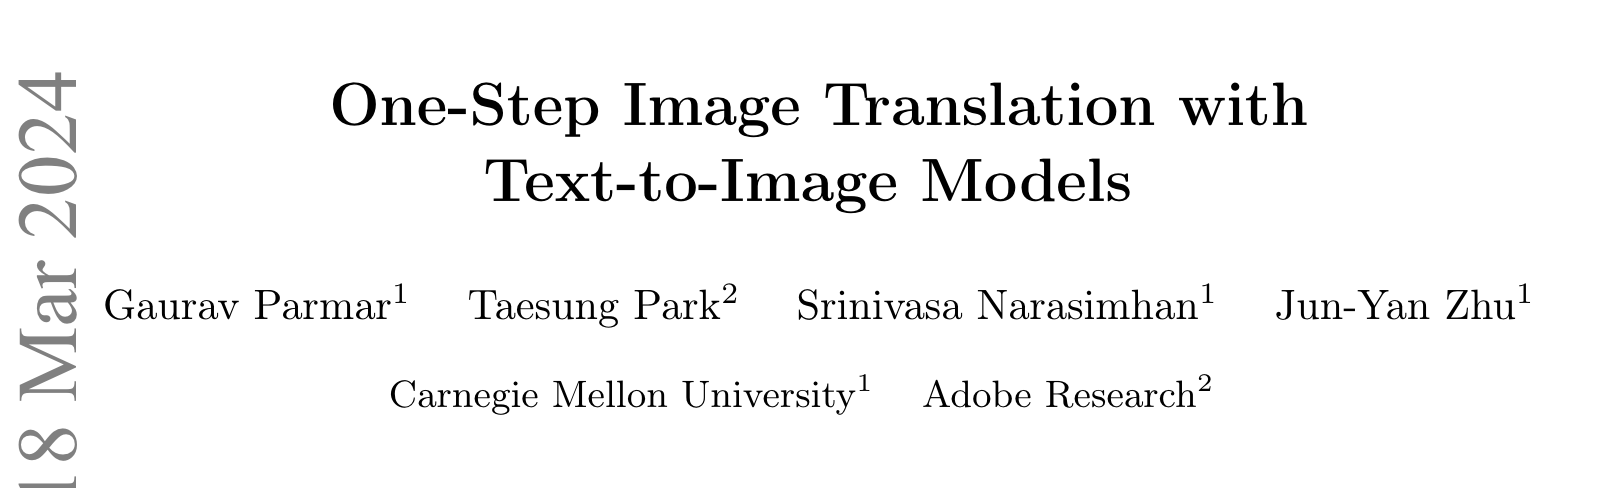 One-Step Image Translation with
Text-to-Image Models
Gaurav Parmar¹ Taesung Park² Srinivasa Narasimhan¹ Jun-Yan Zhu¹
Carnegie Mellon University¹ Adobe Research²
18 Mar 2024